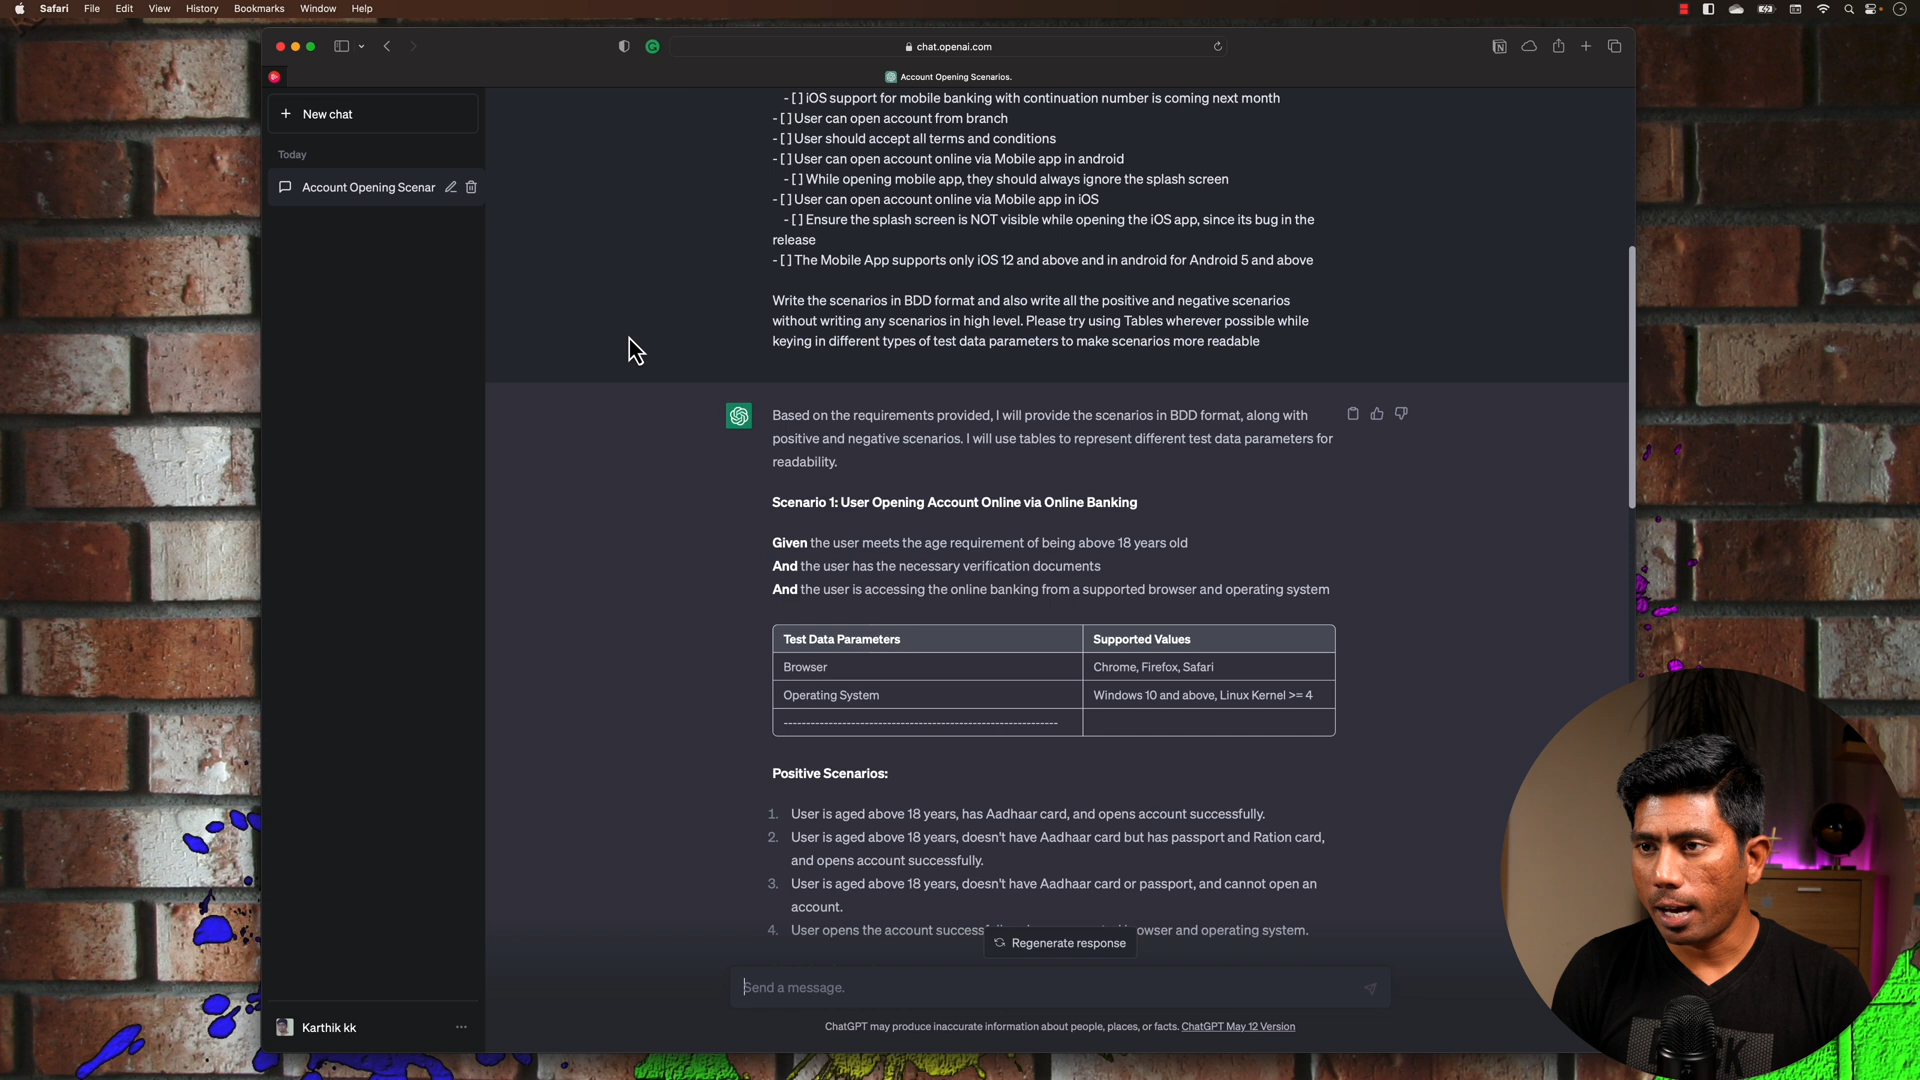 Safari File Edit View History Bookmarks Window Help
chat.openai.com
Account Opening Scenarios.
New chat
Today
Account Opening Scenar
- [ ] iOS support for mobile banking with continuation number is coming next month
- [ ] User can open account from branch
- [ ] User should accept all terms and conditions
- [ ] User can open account online via Mobile app in android
- [ ] While opening mobile app, they should always ignore the splash screen
- [ ] User can open account online via Mobile app in iOS
- [ ] Ensure the splash screen is NOT visible while opening the iOS app, since its bug in the
release
- [ ] The Mobile App supports only iOS 12 and above and in android for Android 5 and above
Write the scenarios in BDD format and also write all the positive and negative scenarios
without writing any scenarios in high level. Please try using Tables wherever possible while
keying in different types of test data parameters to make scenarios more readable
Based on the requirements provided, I will provide the scenarios in BDD format, along with
positive and negative scenarios. I will use tables to represent different test data parameters for
readability.
Scenario 1: User Opening Account Online via Online Banking
Given the user meets the age requirement of being above 18 years old
And the user has the necessary verification documents
And the user is accessing the online banking from a supported browser and operating system
Test Data Parameters Supported Values
Browser Chrome, Firefox, Safari
Operating System Windows 10 and above, Linux Kernel >= 4
------------------------------------------------------------
Positive Scenarios:
1. User is aged above 18 years, has Aadhaar card, and opens account successfully.
2. User is aged above 18 years, doesn't have Aadhaar card but has passport and Ration card,
and opens account successfully.
3. User is aged above 18 years, doesn't have Aadhaar card or passport, and cannot open an
account.
4. User opens the account owser and operating system.
Regenerate response
Send a message.
ChatGPT may produce inaccurate information about people, places, or facts. ChatGPT May 12 Version
Karthik kk